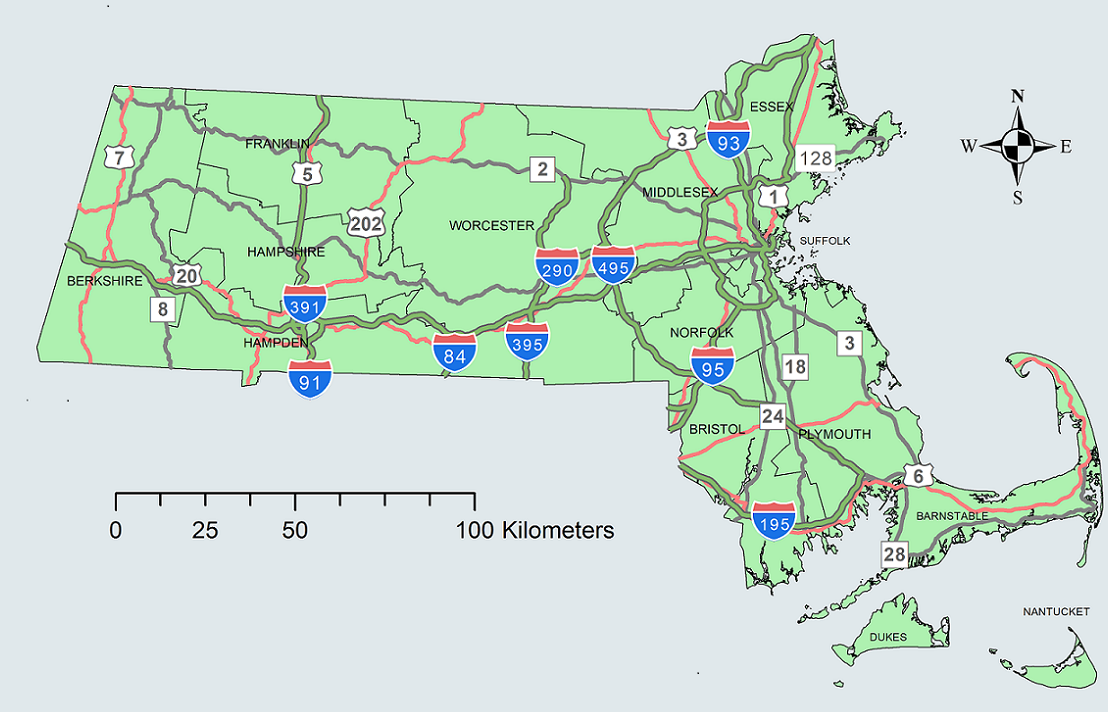 N
W
E
S
ESSEX
3
93
FRANKLIN
7
128
2
5
MIDDLESEX
1
202
WORCESTER
SUFFOLK
HAMPSHIRE
290
495
20
BERKSHIRE
391
8
NORFOLK
395
HAMPDEN
3
84
95
18
91
24
BRISTOL
PLYMOUTH
6
195
BARNSTABLE
0 25 50 100 Kilometers
28
NANTUCKET
DUKES